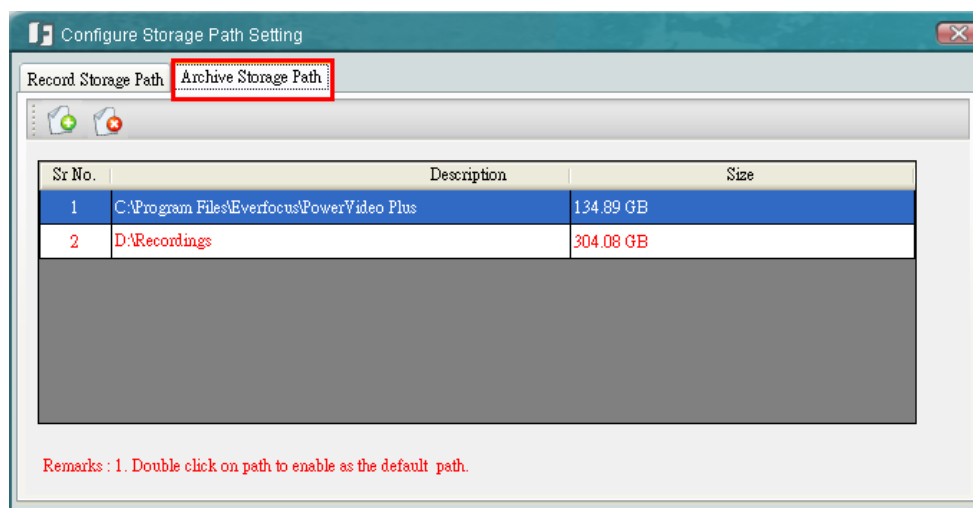 Configure Storage Path Setting
Record Storage Path Archive Storage Path
Sr No. Description Size
1 C:\Program Files\Everfocus\PowerVideo Plus 134.89 GB
2 D:\Recordings 304.08 GB
Remarks : 1. Double click on path to enable as the default path.